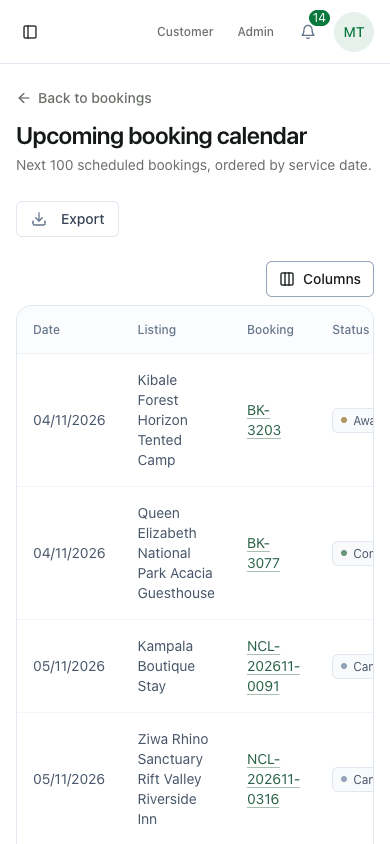 Customer
Admin
14
MT
Back to bookings
Upcoming booking calendar
Next 100 scheduled bookings, ordered by service date.
Export
Columns
Date
Listing
Booking
Status
04/11/2026
Kibale
Forest
Horizon
Tented
Camp
BK-
3203
04/11/2026
Queen
Elizabeth
National
Park Acacia
Guesthouse
BK-
3077
05/11/2026
Kampala
Boutique
Stay
NCL-
202611-
0091
05/11/2026
Ziwa Rhino
Sanctuary
Rift Valley
Riverside
Inn
NCL-
202611-
0316